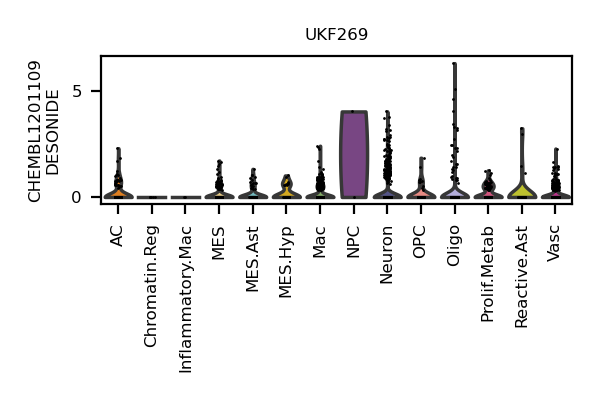 UKF269
CHEMBL1201109
DESONIDE
5
0
AC
Chromatin.Reg
Inflammatory.Mac
MES
MES.Ast
MES.Hyp
Mac
NPC
Neuron
OPC
Oligo
Prolif.Metab
Reactive.Ast
Vasc